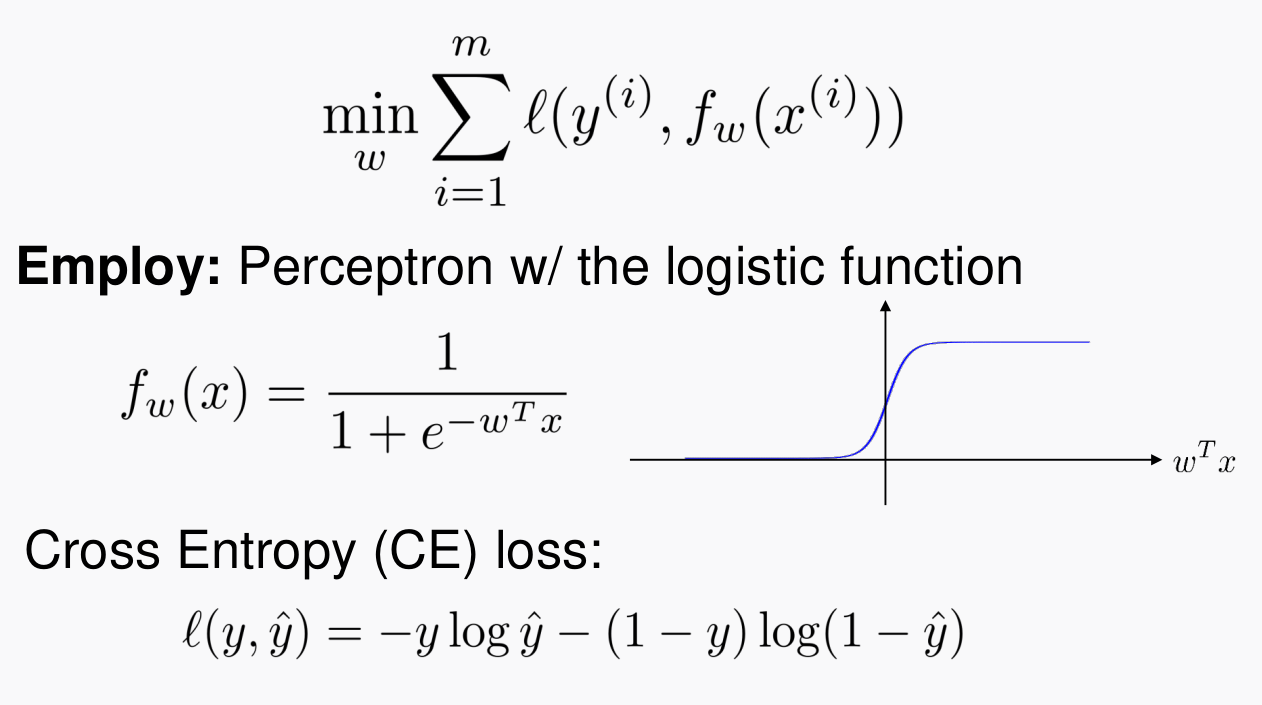 $$\min_{w} \sum_{i=1}^{m} \ell(y^{(i)}, f_w(x^{(i)}))$$
Employ: Perceptron w/ the logistic function
$$f_w(x) = \frac{1}{1 + e^{-w^T x}}$$
$w^T x$
Cross Entropy (CE) loss:
$$\ell(y, \hat{y}) = -y \log \hat{y} - (1 - y) \log(1 - \hat{y})$$